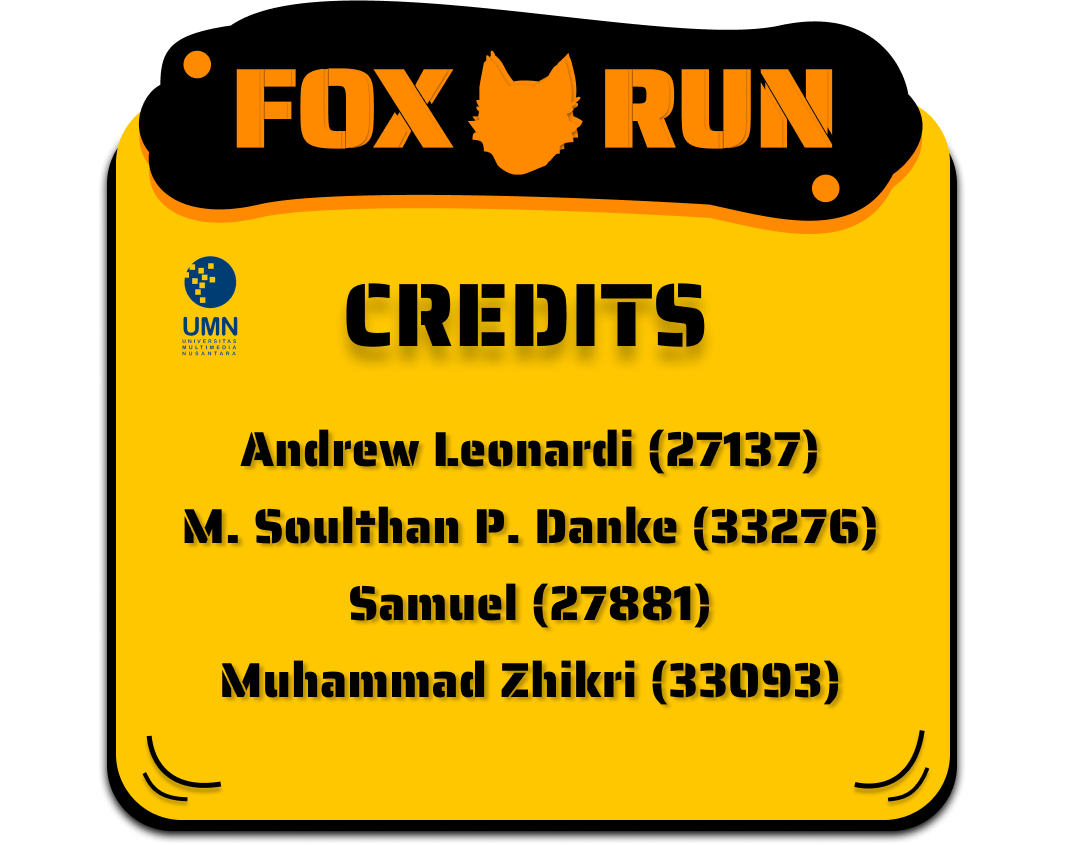 FOX RUN
UMN
UNIVERSITAS
MULTIMEDIA
NUSANTARA
CREDITS
Andrew Leonardi (27137)
M. Soulthan P. Danke (33276)
Samuel (27881)
Muhammad Zhikri (33093)